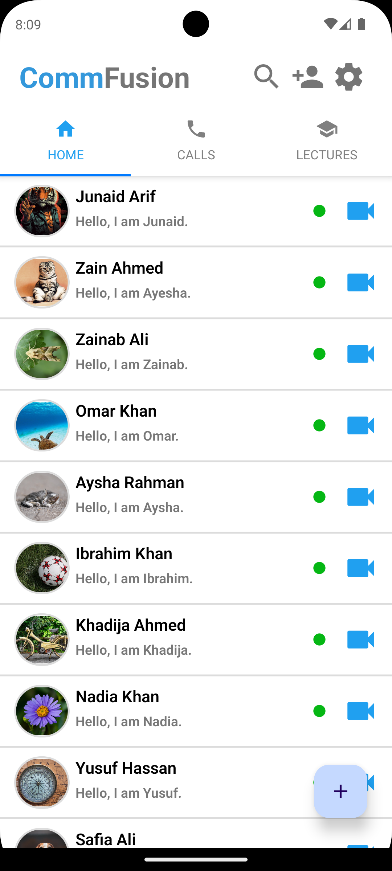 8:09
CommFusion
HOME
CALLS
LECTURES
Junaid Arif
Hello, I am Junaid.
Zain Ahmed
Hello, I am Ayesha.
Zainab Ali
Hello, I am Zainab.
Omar Khan
Hello, I am Omar.
Aysha Rahman
Hello, I am Aysha.
Ibrahim Khan
Hello, I am Ibrahim.
Khadija Ahmed
Hello, I am Khadija.
Nadia Khan
Hello, I am Nadia.
Yusuf Hassan
Hello, I am Yusuf.
Safia Ali